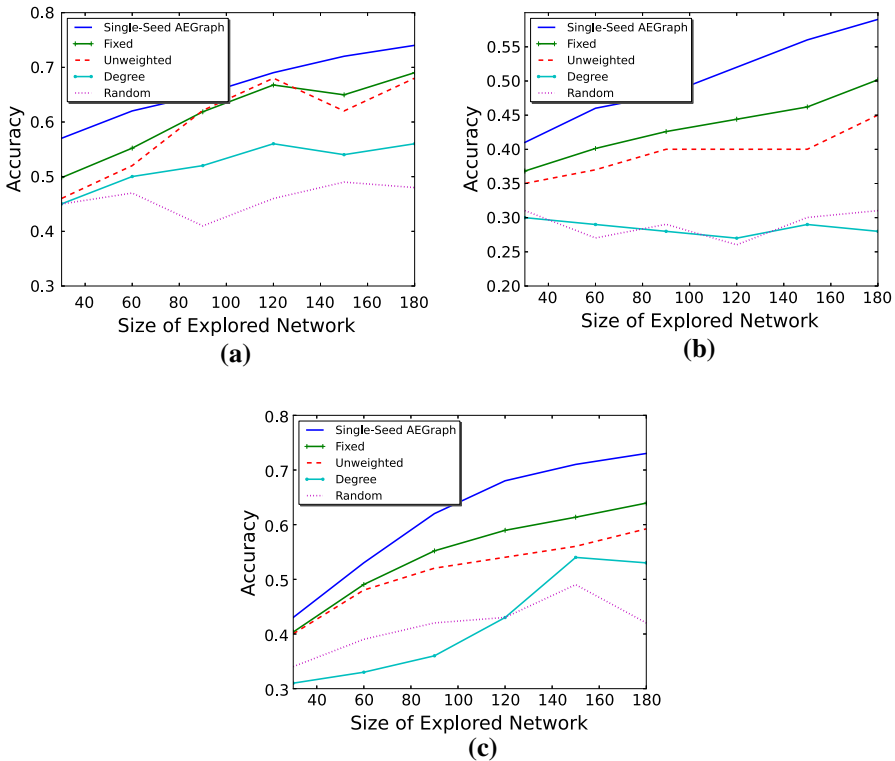 0.8
0.7
0.6
0.5
0.4
0.3
Accuracy
Single-Seed AEGraph
Fixed
Unweighted
Degree
Random
40 60 80 100 120 140 160 180
Size of Explored Network
(a)
0.55
0.50
0.45
0.40
0.35
0.30
0.25
0.20
Accuracy
Single-Seed AEGraph
Fixed
Unweighted
Degree
Random
40 60 80 100 120 140 160 180
Size of Explored Network
(b)
0.8
0.7
0.6
0.5
0.4
0.3
Accuracy
Single-Seed AEGraph
Fixed
Unweighted
Degree
Random
40 60 80 100 120 140 160 180
Size of Explored Network
(c)